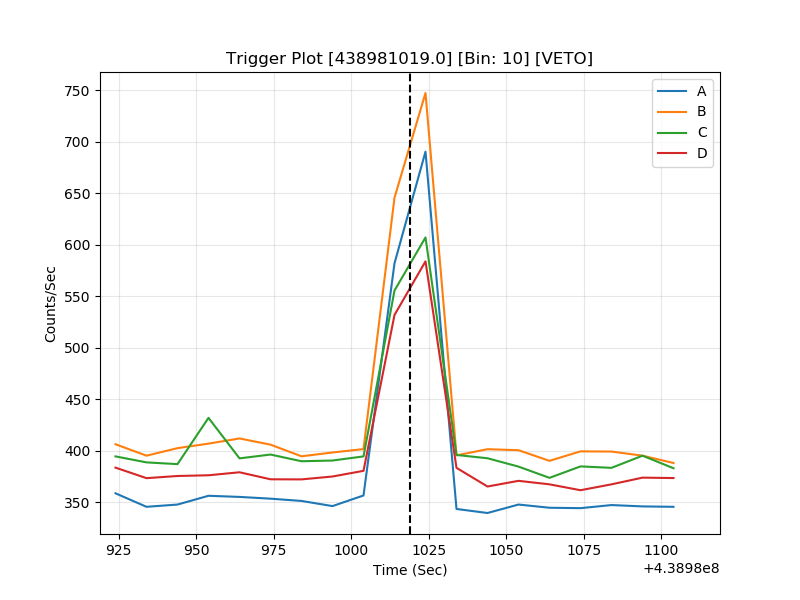 Trigger Plot [438981019.0] [Bin: 10] [VETO]
A
B
C
D
750
700
650
600
550
500
450
400
350
Counts/Sec
925
950
975
1000
1025
1050
1075
1100
Time (Sec)
+4.3898e8